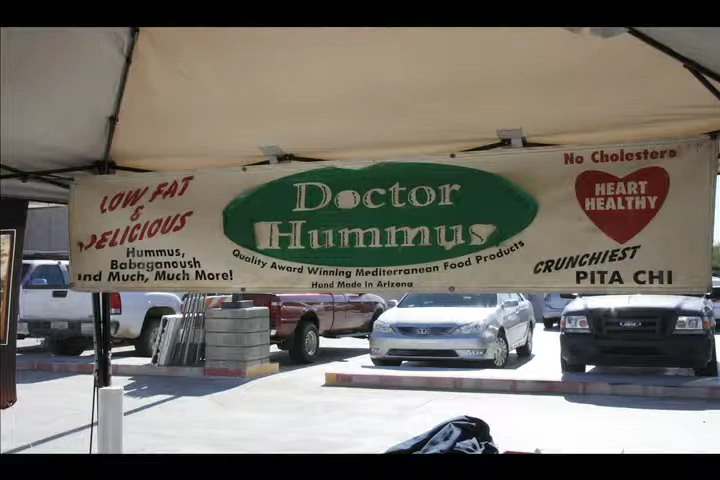 LOW FAT
&
DELICIOUS
Hummus,
Babaganoush
and Much, Much More!
Doctor
Hummus
Quality Award Winning Mediterranean Food Products
Hand Made in Arizona
No Cholestero
HEART
HEALTHY
CRUNCHIEST
PITA CHI